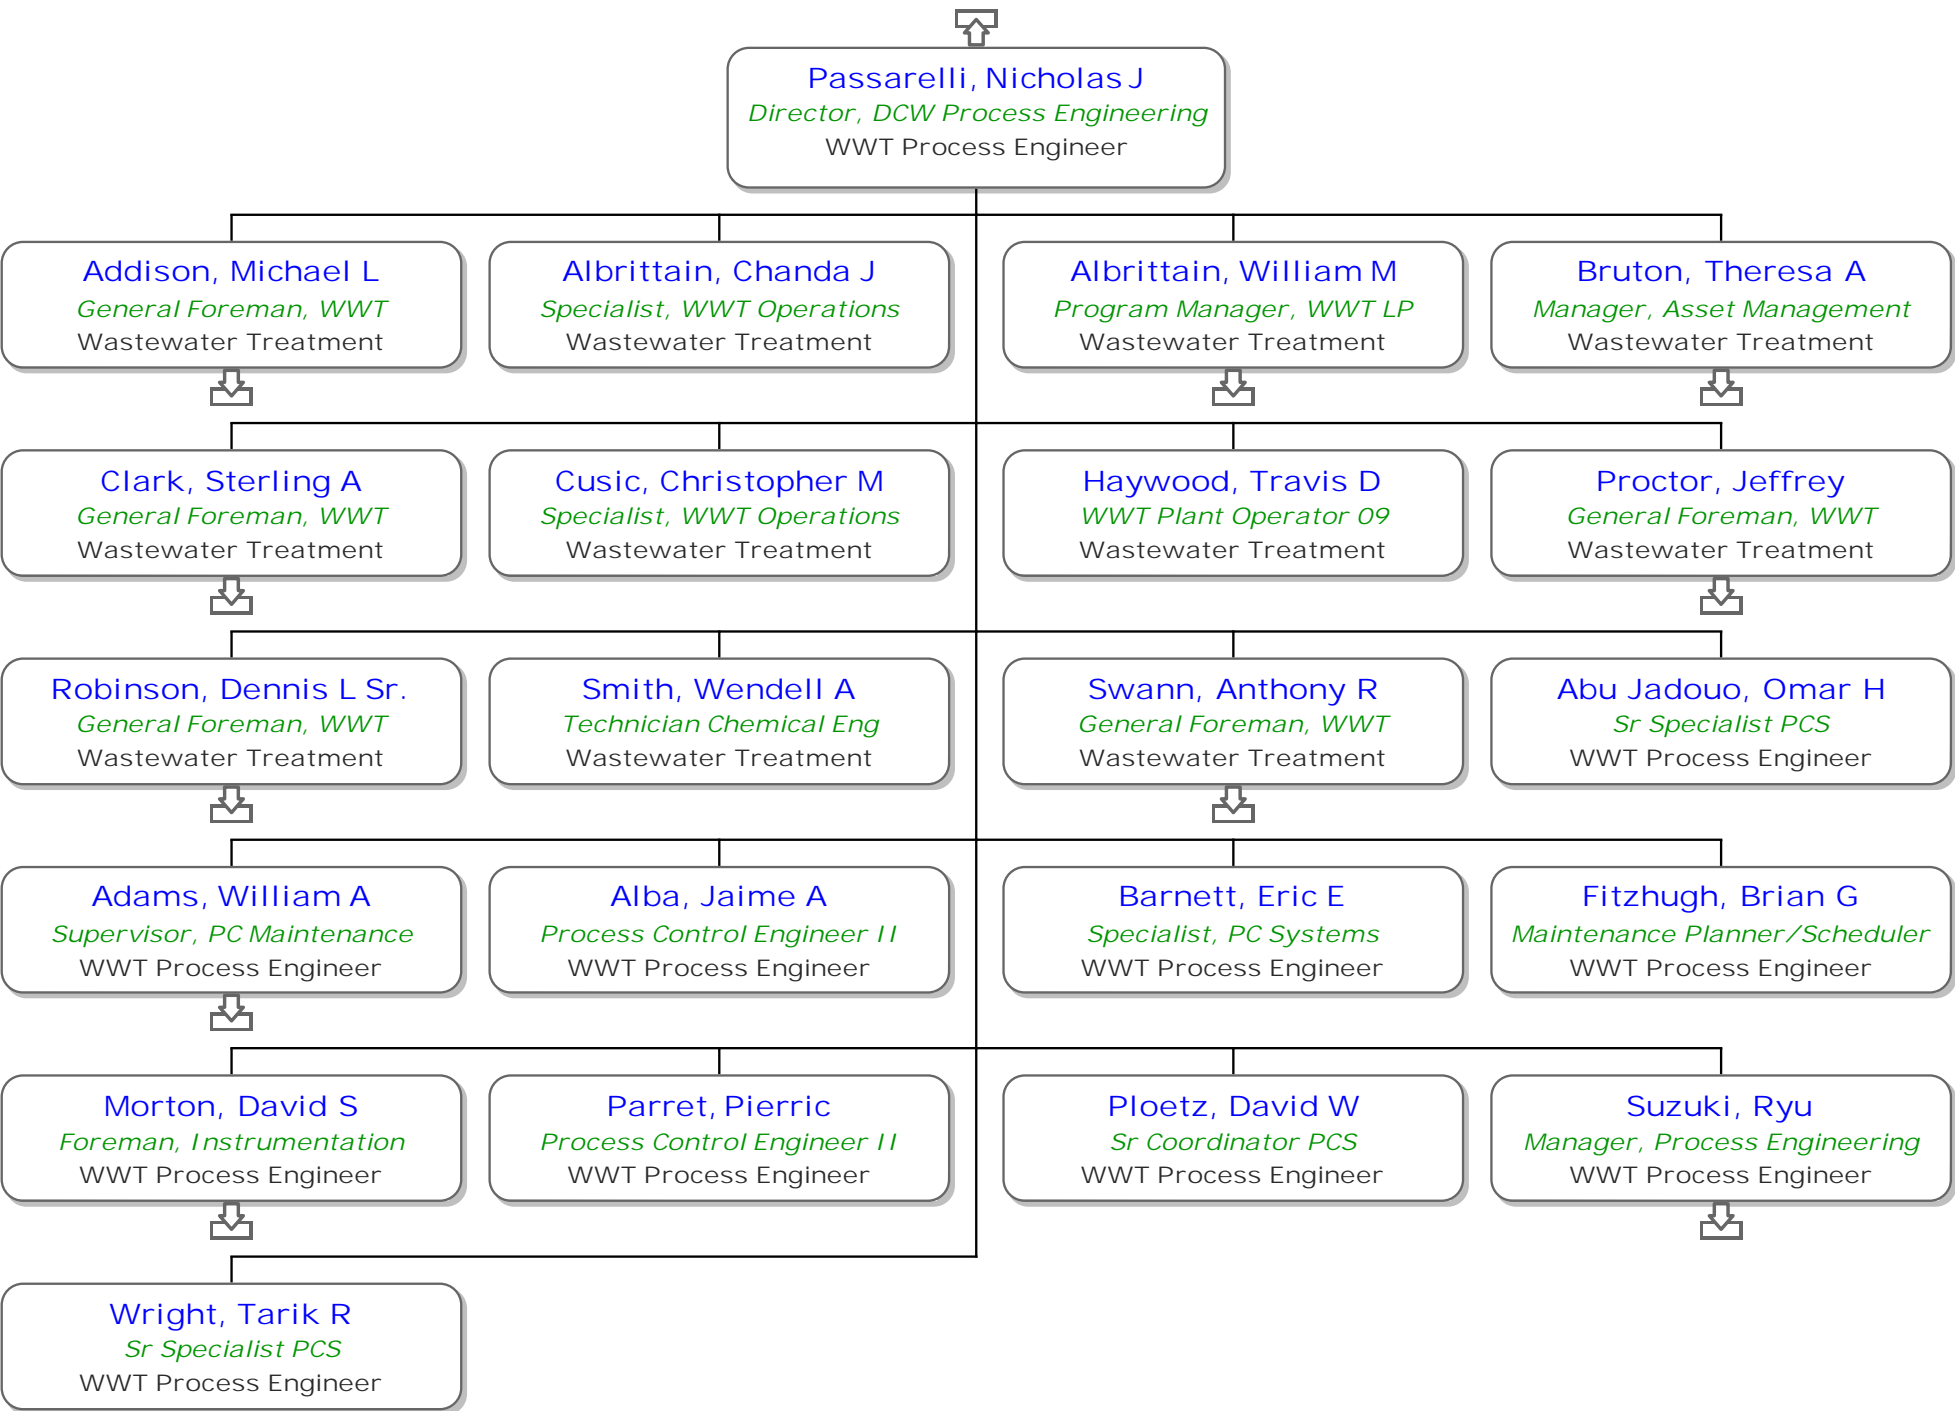 Passarelli, Nicholas J
Director, DCW Process Engineering
WWT Process Engineer
Addison, Michael L
General Foreman, WWT
Wastewater Treatment
Albrittain, Chanda J
Specialist, WWT Operations
Wastewater Treatment
Albrittain, William M
Program Manager, WWT LP
Wastewater Treatment
Bruton, Theresa A
Manager, Asset Management
Wastewater Treatment
Clark, Sterling A
General Foreman, WWT
Wastewater Treatment
Cusic, Christopher M
Specialist, WWT Operations
Wastewater Treatment
Haywood, Travis D
WWT Plant Operator 09
Wastewater Treatment
Proctor, Jeffrey
General Foreman, WWT
Wastewater Treatment
Robinson, Dennis L Sr.
General Foreman, WWT
Wastewater Treatment
Smith, Wendell A
Technician Chemical Eng
Wastewater Treatment
Swann, Anthony R
General Foreman, WWT
Wastewater Treatment
Abu Jadouo, Omar H
Sr Specialist PCS
WWT Process Engineer
Adams, William A
Supervisor, PC Maintenance
WWT Process Engineer
Alba, Jaime A
Process Control Engineer II
WWT Process Engineer
Barnett, Eric E
Specialist, PC Systems
WWT Process Engineer
Fitzhugh, Brian G
Maintenance Planner/Scheduler
WWT Process Engineer
Morton, David S
Foreman, Instrumentation
WWT Process Engineer
Parret, Pierric
Process Control Engineer II
WWT Process Engineer
Ploetz, David W
Sr Coordinator PCS
WWT Process Engineer
Suzuki, Ryu
Manager, Process Engineering
WWT Process Engineer
Wright, Tarik R
Sr Specialist PCS
WWT Process Engineer